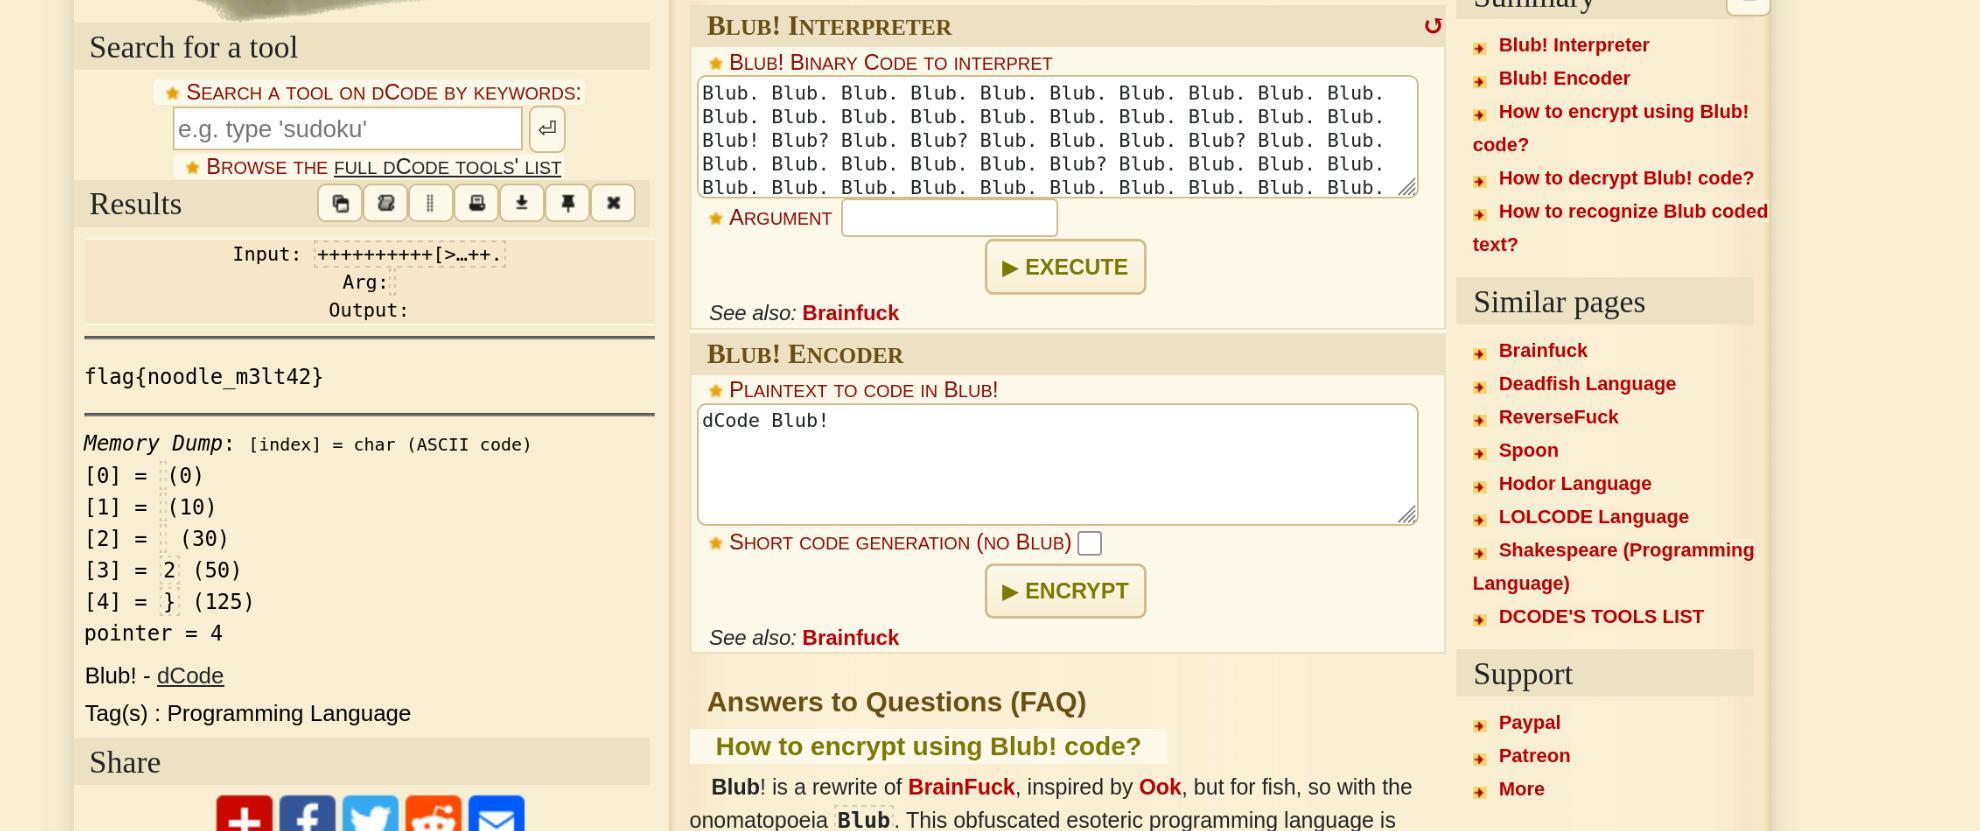 Search for a tool
Search a tool on dCode by keywords:
e.g. type 'sudoku'
Browse the full dCode tools' list
Results
Input: ++++++++++[>…++.
Arg:
Output:
flag{noodle_m3lt42}
Memory Dump: [index] = char (ASCII code)
[0] = (0)
[1] = (10)
[2] = (30)
[3] = 2 (50)
[4] = } (125)
pointer = 4
Blub! - dCode
Tag(s) : Programming Language
Share
Blub! Interpreter
Blub! Binary Code to interpret
Blub. Blub. Blub. Blub. Blub. Blub. Blub. Blub. Blub. Blub.
Blub. Blub. Blub. Blub. Blub. Blub. Blub. Blub. Blub. Blub.
Blub! Blub? Blub. Blub? Blub. Blub. Blub. Blub? Blub. Blub.
Blub. Blub. Blub. Blub. Blub. Blub? Blub. Blub. Blub. Blub.
Blub. Blub. Blub. Blub. Blub. Blub. Blub. Blub. Blub. Blub.
Argument
▶ EXECUTE
See also: Brainfuck
Blub! Encoder
Plaintext to code in Blub!
dCode Blub!
Short code generation (no Blub)
▶ ENCRYPT
See also: Brainfuck
Answers to Questions (FAQ)
How to encrypt using Blub! code?
Blub! is a rewrite of BrainFuck, inspired by Ook, but for fish, so with the
onomatopoeia Blub. This obfuscated esoteric programming language is
Summary
Blub! Interpreter
Blub! Encoder
How to encrypt using Blub!
code?
How to decrypt Blub! code?
How to recognize Blub coded
text?
Similar pages
Brainfuck
Deadfish Language
ReverseFuck
Spoon
Hodor Language
LOLCODE Language
Shakespeare (Programming
Language)
DCODE'S TOOLS LIST
Support
Paypal
Patreon
More